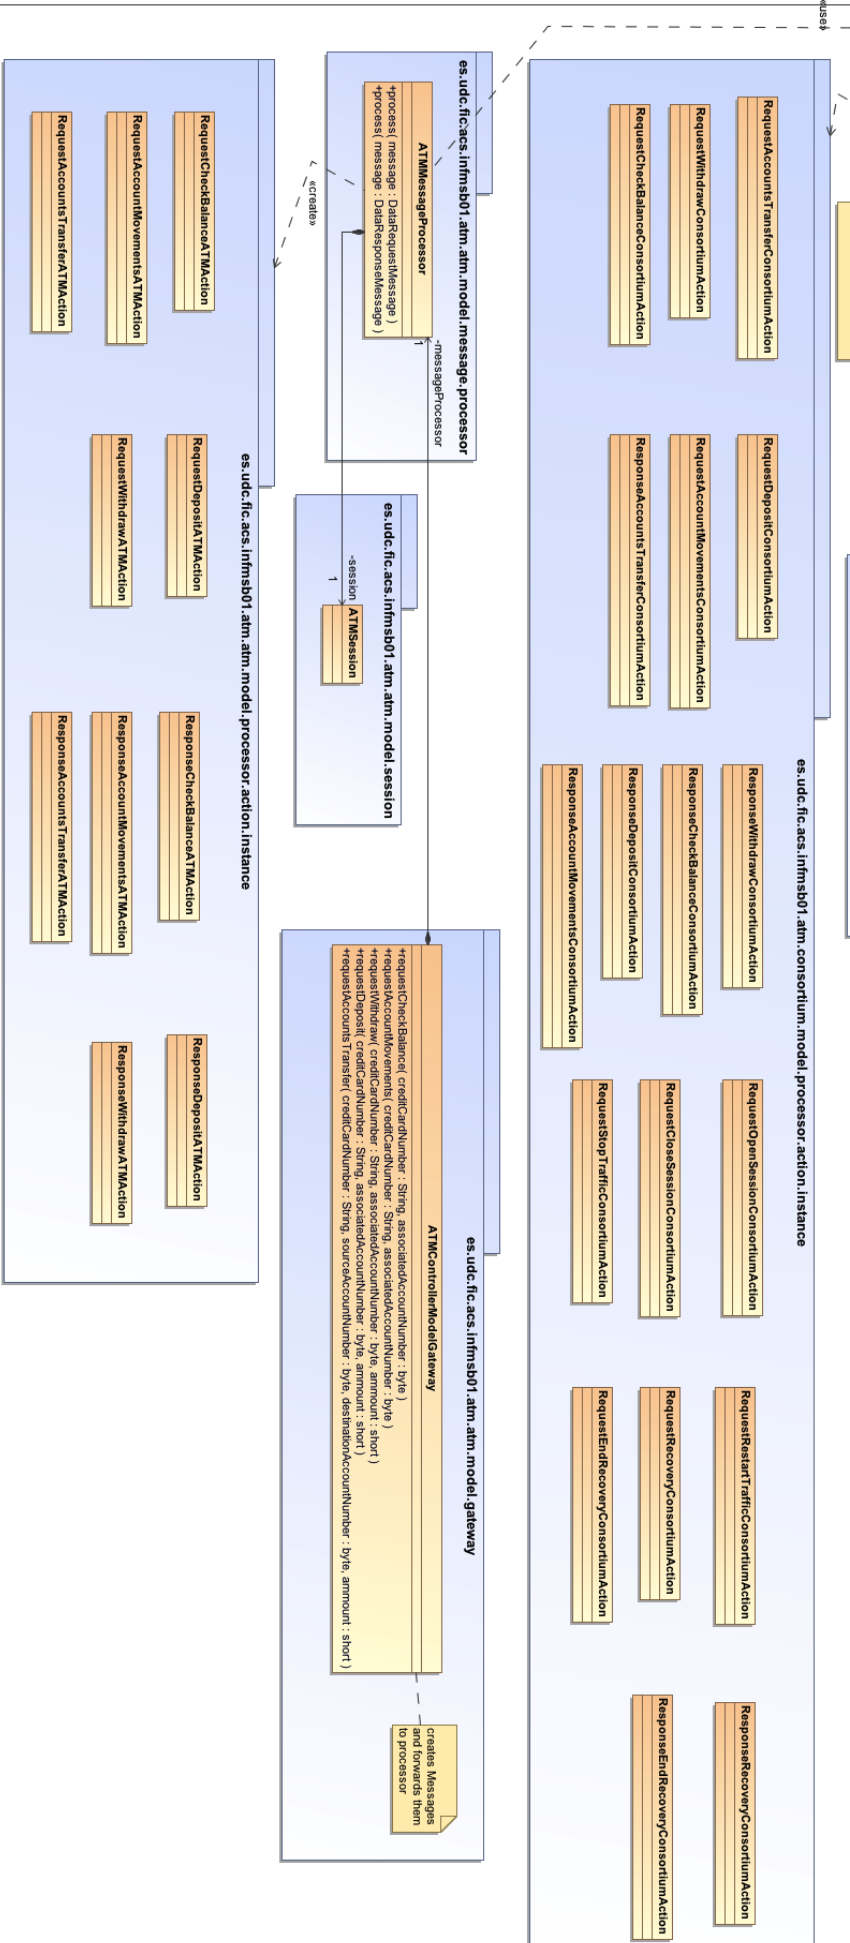 «use»
es.udc.fic.acs.infmsb01.atm.consortium.model.processor.action.instance
RequestAccountsTransferConsortiumAction
RequestDepositConsortiumAction
ResponseWithdrawConsortiumAction
RequestOpenSessionConsortiumAction
RequestRestartTrafficConsortiumAction
ResponseRecoveryConsortiumAction
RequestWithdrawConsortiumAction
RequestAccountMovementsConsortiumAction
ResponseCheckBalanceConsortiumAction
RequestCloseSessionConsortiumAction
RequestRecoveryConsortiumAction
ResponseEndRecoveryConsortiumAction
RequestCheckBalanceConsortiumAction
ResponseAccountsTransferConsortiumAction
ResponseDepositConsortiumAction
RequestStopTrafficConsortiumAction
RequestEndRecoveryConsortiumAction
ResponseAccountMovementsConsortiumAction
es.udc.fic.acs.infmsb01.atm.atm.model.message.processor
ATMMessageProcessor
+process( message : DataRequestMessage )
+process( message : DataResponseMessage )
-messageProcessor
1
es.udc.fic.acs.infmsb01.atm.atm.model.session
-session
1
ATMSession
es.udc.fic.acs.infmsb01.atm.atm.model.gateway
ATMControllerModelGateway
+requestCheckBalance( creditCardNumber : String, associatedAccountNumber : byte )
+requestAccountMovements( creditCardNumber : String, associatedAccountNumber : byte )
+requestWithdraw( creditCardNumber : String, associatedAccountNumber : byte, ammount : short )
+requestDeposit( creditCardNumber : String, associatedAccountNumber : byte, ammount : short )
+requestAccountsTransfer( creditCardNumber : String, sourceAccountNumber : byte, destinationAccountNumber : byte, ammount : short )
creates Messages
and forwards them
to processor
«create»
es.udc.fic.acs.infmsb01.atm.atm.model.processor.action.instance
RequestCheckBalanceATMAction
RequestDepositATMAction
ResponseCheckBalanceATMAction
ResponseDepositATMAction
RequestAccountMovementsATMAction
RequestWithdrawATMAction
ResponseAccountMovementsATMAction
ResponseWithdrawATMAction
RequestAccountsTransferATMAction
ResponseAccountsTransferATMAction